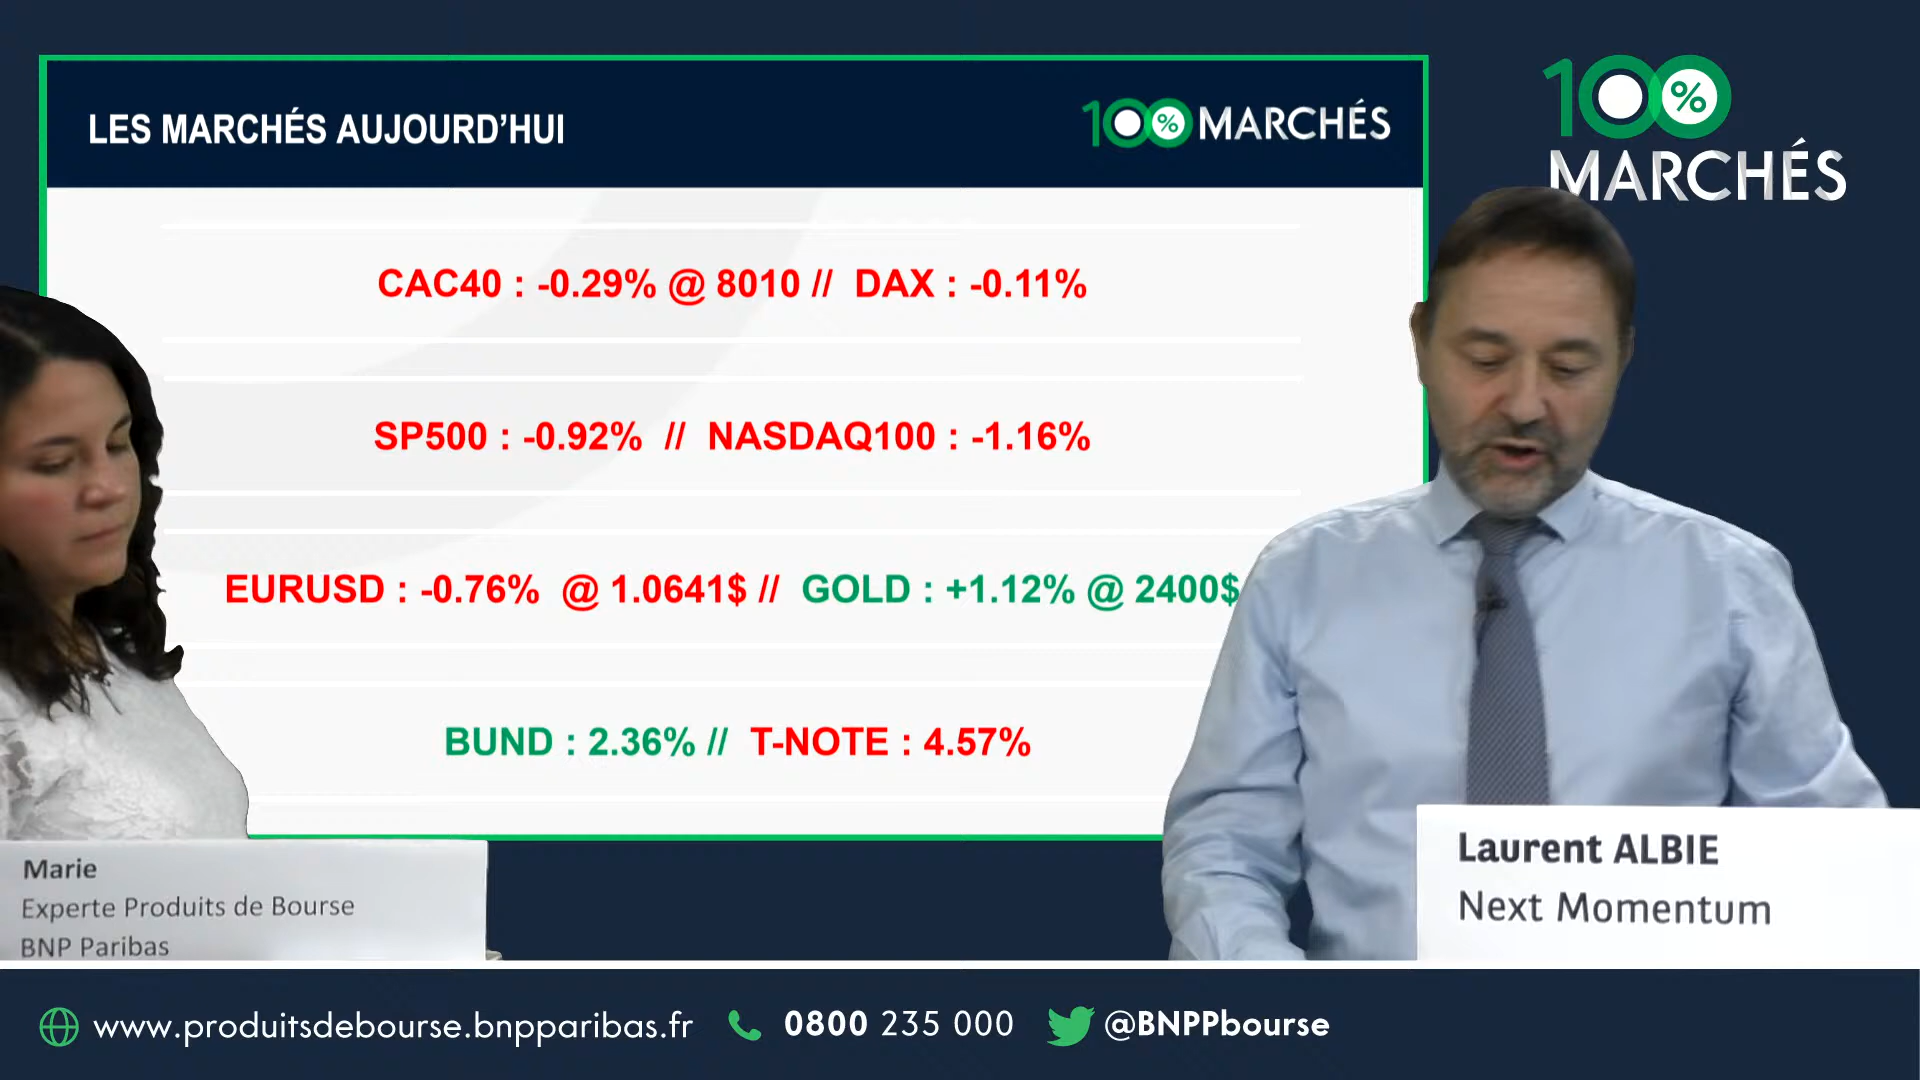 LES MARCHÉS AUJOURD’HUI
100% MARCHÉS
100%
MARCHÉS
CAC40 : -0.29% @ 8010 // DAX : -0.11%
SP500 : -0.92% // NASDAQ100 : -1.16%
EURUSD : -0.76% @ 1.0641$ // GOLD : +1.12% @ 2400$
BUND : 2.36% // T-NOTE : 4.57%
Marie
Experte Produits de Bourse
BNP Paribas
Laurent ALBIE
Next Momentum
www.produitsdebourse.bnpparibas.fr 0800 235 000 @BNPPbourse